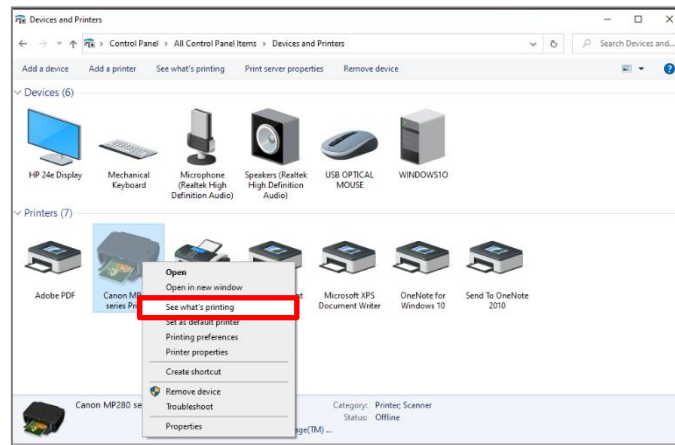 Devices and Printers
Control Panel > All Control Panel Items > Devices and Printers
Search Devices and...
Add a device Add a printer See what's printing Print server properties Remove device
Devices (6)
HP 24e Display
Mechanical
Keyboard
Microphone
(Realtek High
Definition Audio)
Speakers (Realtek
High Definition
Audio)
USB OPTICAL
MOUSE
WINDOWS10
Printers (7)
Adobe PDF
Canon MP
series Pri
Microsoft XPS
Document Writer
OneNote for
Windows 10
Send To OneNote
2010
Open
Open in new window
See what's printing
Set as default printer
Printing preferences
Printer properties
Create shortcut
Remove device
Troubleshoot
Properties
Canon MP280 se
Category: Printer; Scanner
Status: Offline
age(TM) ...